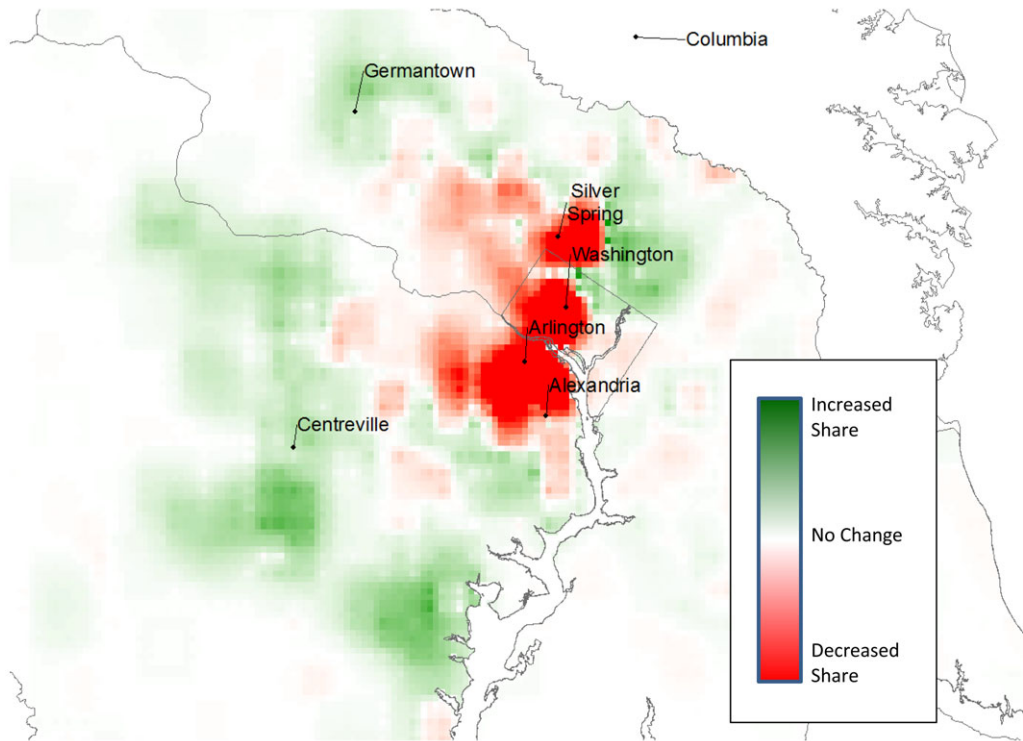 Columbia
Germantown
Silver
Spring
Washington
Arlington
Alexandria
Centreville
Increased
Share
No Change
Decreased
Share